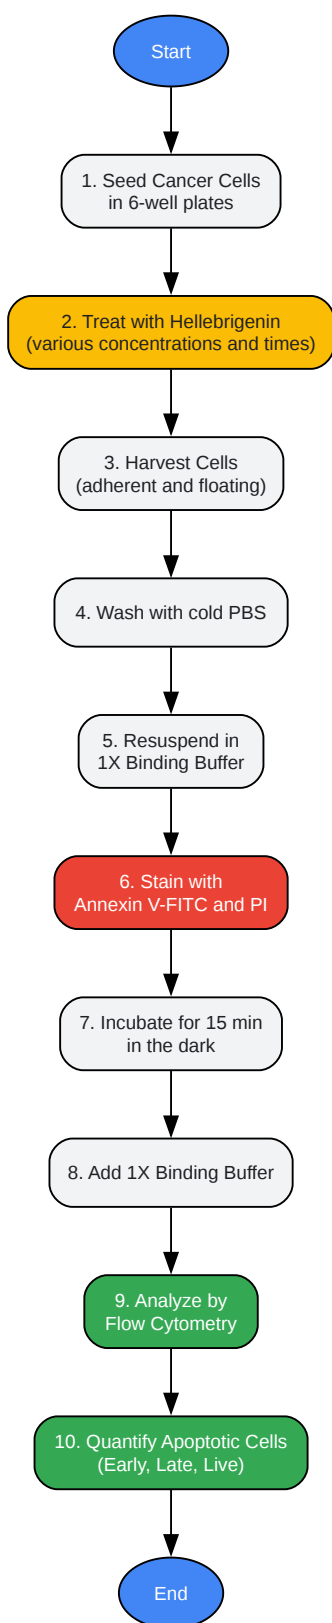 Start
1. Seed Cancer Cells
in 6-well plates
2. Treat with Hellebrigenin
(various concentrations and times)
3. Harvest Cells
(adherent and floating)
4. Wash with cold PBS
5. Resuspend in
1X Binding Buffer
6. Stain with
Annexin V-FITC and PI
7. Incubate for 15 min
in the dark
8. Add 1X Binding Buffer
9. Analyze by
Flow Cytometry
10. Quantify Apoptotic Cells
(Early, Late, Live)
End